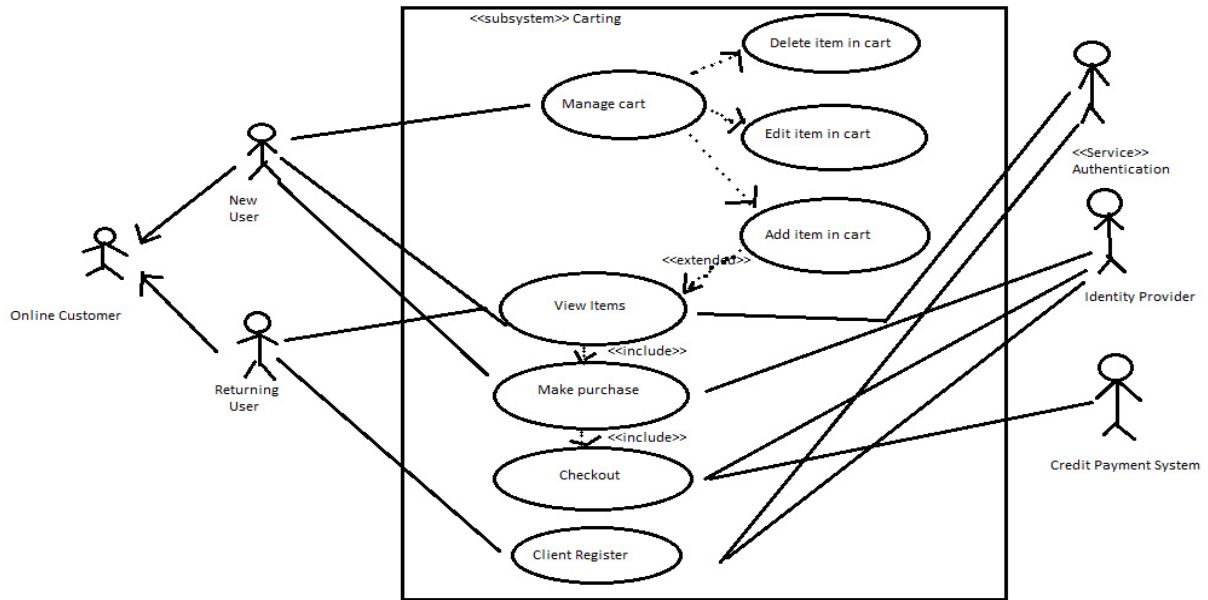 <<subsystem>> Carting
Delete item in cart
Manage cart
Edit item in cart
<<Service>>
Authentication
New
User
Add item in cart
<<extended>>
Online Customer
View Items
Identity Provider
<<include>>
Returning
User
Make purchase
<<include>>
Credit Payment System
Checkout
Client Register